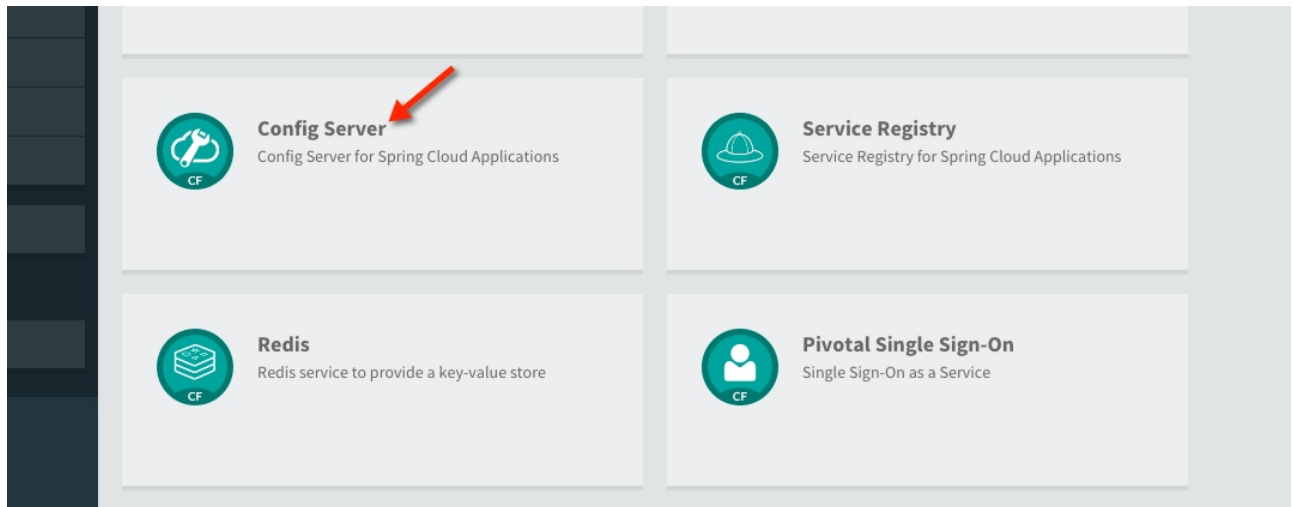 Config Server
Config Server for Spring Cloud Applications
CF
Service Registry
Service Registry for Spring Cloud Applications
CF
Redis
Redis service to provide a key-value store
CF
Pivotal Single Sign-On
Single Sign-On as a Service
CF